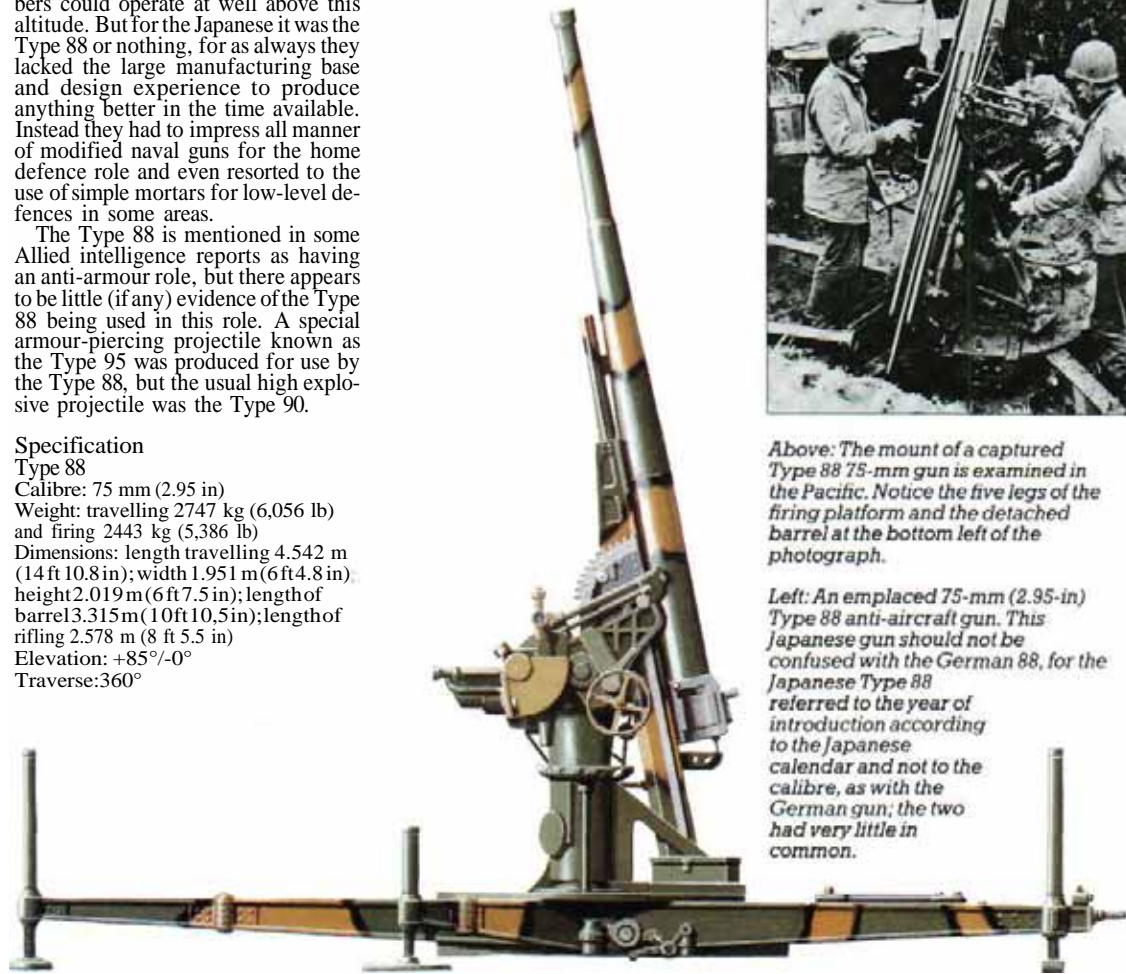 bers could operate at well above this
altitude. But for the Japanese it was the
Type 88 or nothing, for as always they
lacked the large manufacturing base
and design experience to produce
anything better in the time available.
Instead they had to impress all manner
of modified naval guns for the home
defence role and even resorted to the
use of simple mortars for low-level de-
fences in some areas.
The Type 88 is mentioned in some
Allied intelligence reports as having
an anti-armour role, but there appears
to be little (if any) evidence of the Type
88 being used in this role. A special
armour-piercing projectile known as
the Type 95 was produced for use by
the Type 88, but the usual high explo-
sive projectile was the Type 90.
Specification
Type 88
Calibre: 75 mm (2.95 in)
Weight: travelling 2747 kg (6,056 lb)
and firing 2443 kg (5,386 lb)
Dimensions: length travelling 4.542 m
(14 ft 10.8 in); width 1.951 m (6 ft 4.8 in)
height 2.019 m (6 ft 7.5 in); length of
barrel 3.315 m (10 ft 10,5 in); length of
rifling 2.578 m (8 ft 5.5 in)
Elevation: +85°/-0°
Traverse:360°
Above: The mount of a captured
Type 88 75-mm gun is examined in
the Pacific. Notice the five legs of the
firing platform and the detached
barrel at the bottom left of the
photograph.
Left: An emplaced 75-mm (2.95-in)
Type 88 anti-aircraft gun. This
Japanese gun should not be
confused with the German 88, for the
Japanese Type 88
referred to the year of
introduction according
to the Japanese
calendar and not to the
calibre, as with the
German gun; the two
had very little in
common.